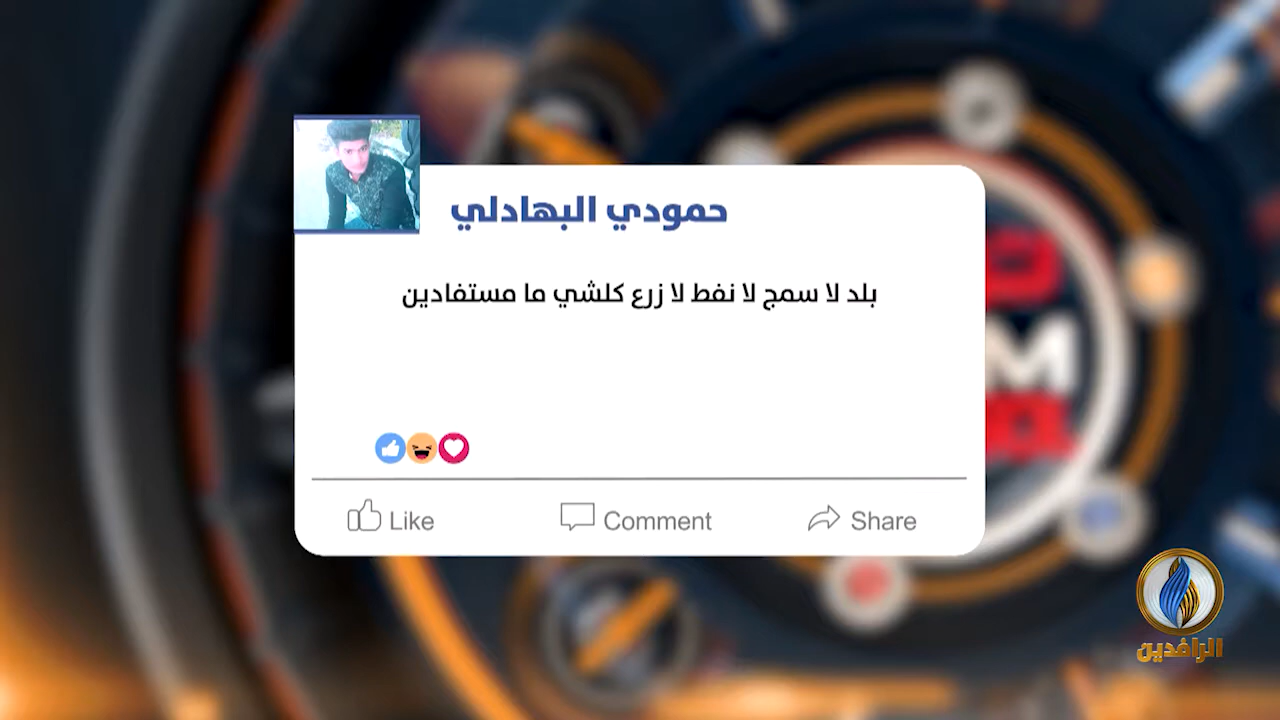 حمودي البهادلي
بلد لا سمج لا نفط لا زرع كلشي ما مستفادين
Like
Comment
Share
الرافدين